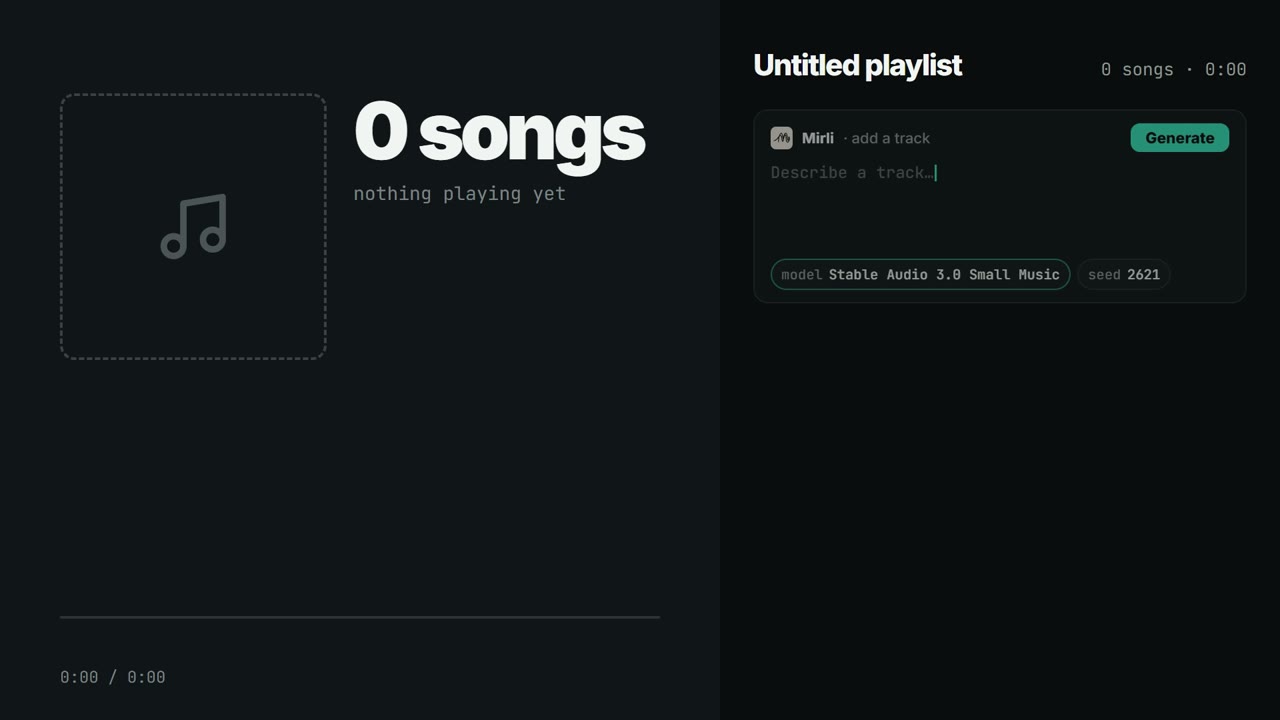 0 songs
nothing playing yet
0:00 / 0:00
Untitled playlist
0 songs · 0:00
Mirli · add a track
Generate
Describe a track…
model Stable Audio 3.0 Small Music
seed 2621